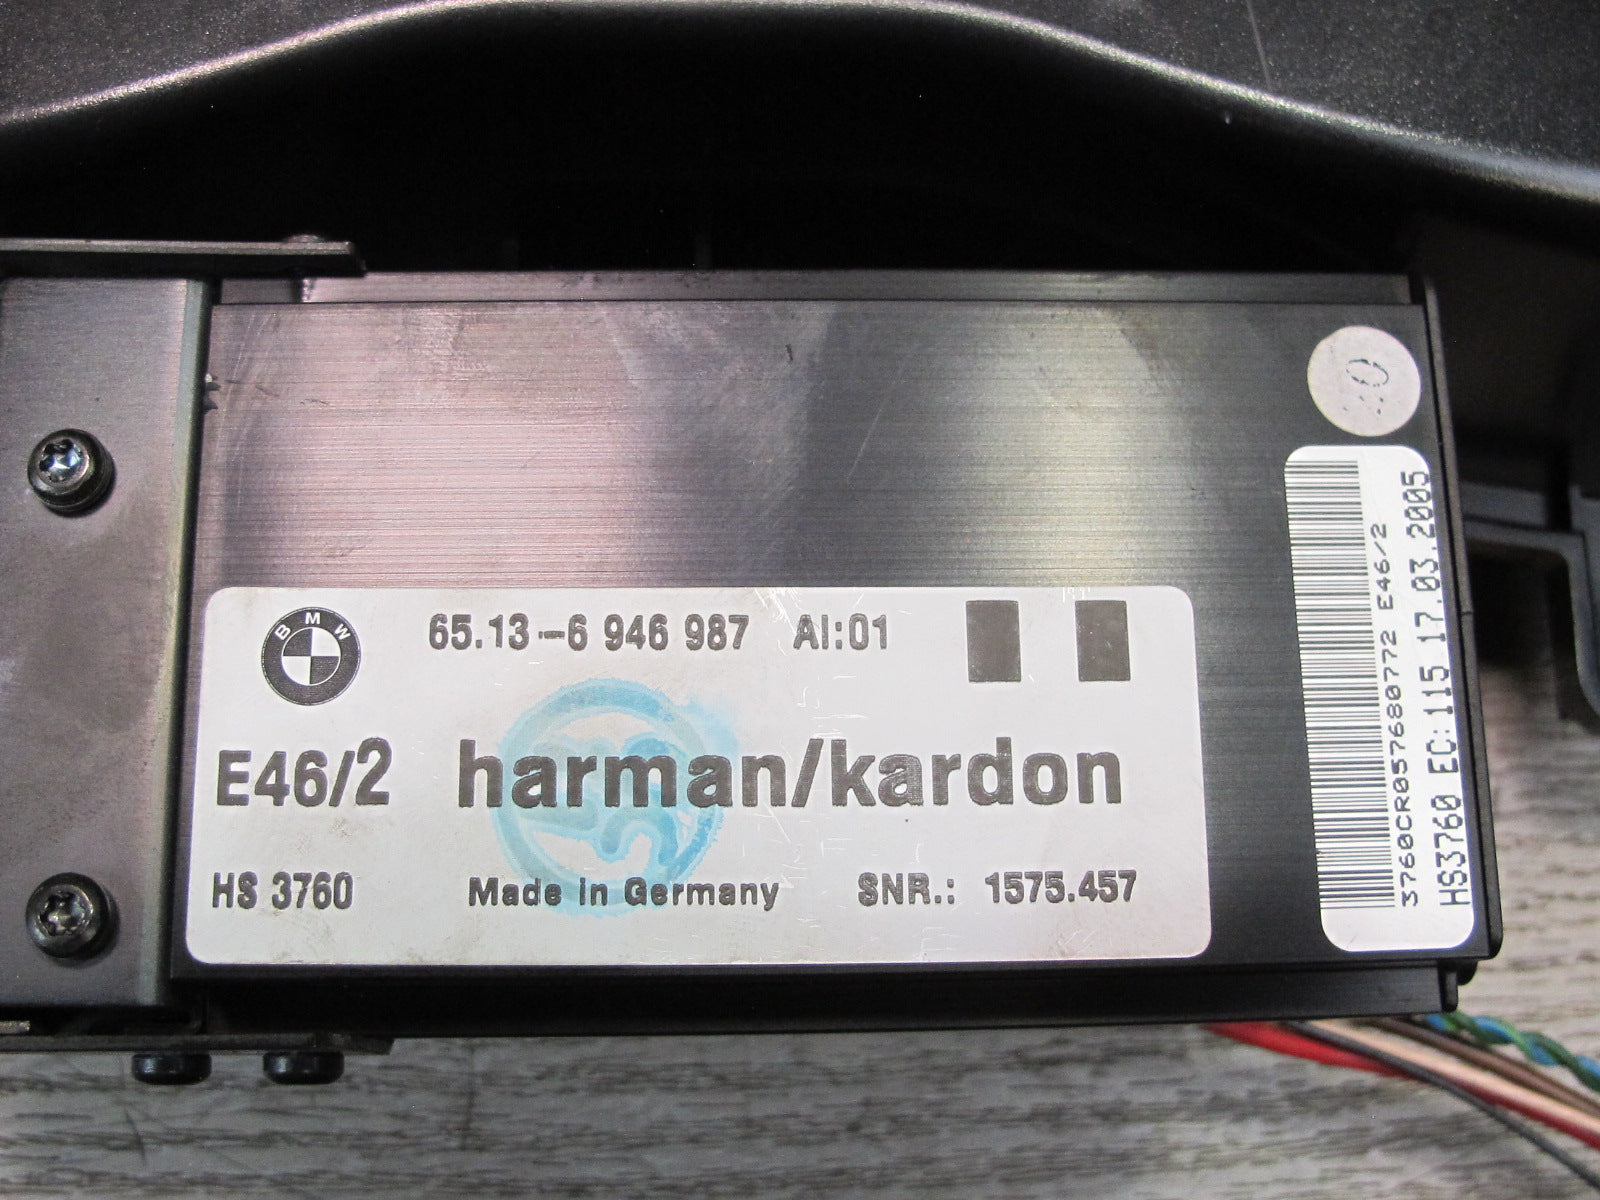 BMW
65.13-6 946 987 AI:01
E46/2 harman/kardon
HS 3760 Made in Germany SNR.: 1575.457
3760CR057680772 E46/2
HS3760 EC:115 17.03.2005